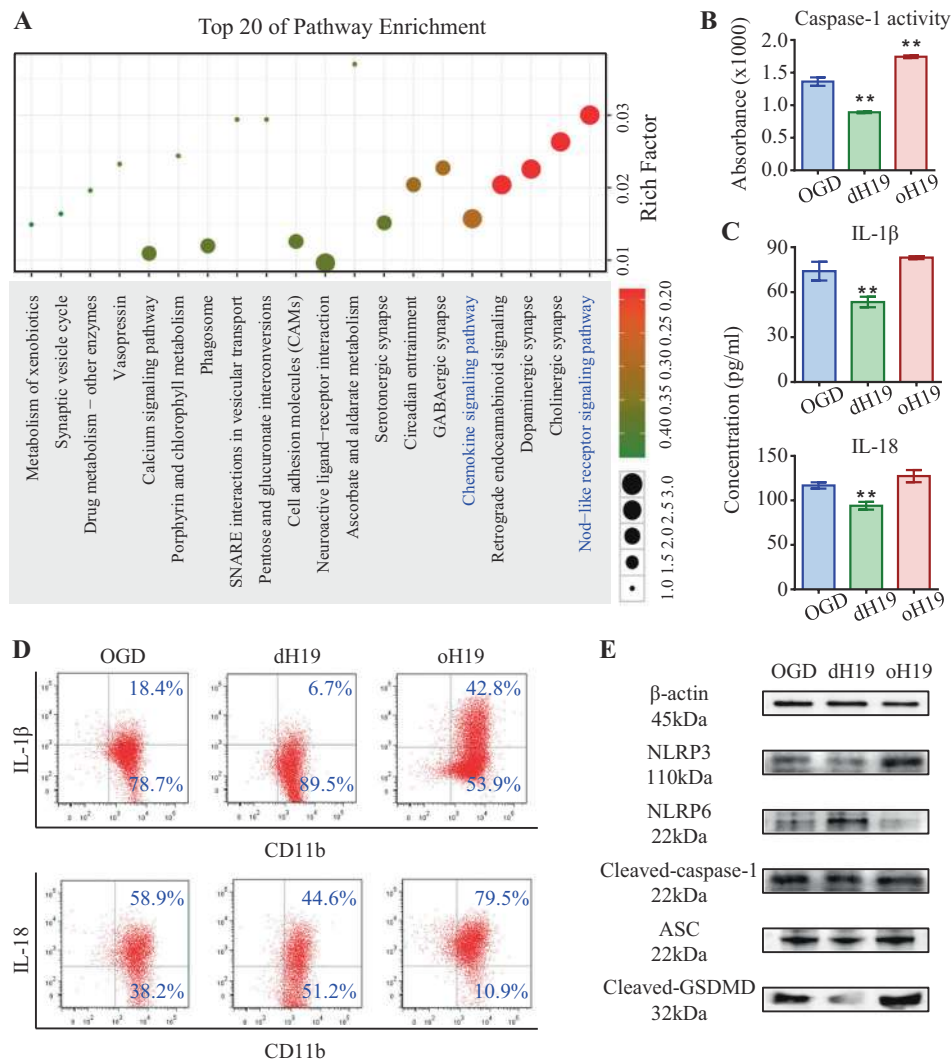 A
Top 20 of Pathway Enrichment
0.03
0.02
0.01
Rich Factor
Metabolism of xenobiotics
Synaptic vesicle cycle
Drug metabolism − other enzymes
Vasopressin
Calcium signaling pathway
Porphyrin and chlorophyll metabolism
Phagosome
SNARE interactions in vesicular transport
Pentose and glucuronate interconversions
Cell adhesion molecules (CAMs)
Neuroactive ligand−receptor interaction
Ascorbate and aldarate metabolism
Serotonergic synapse
Circadian entrainment
GABAergic synapse
Chemokine signaling pathway
Retrograde endocannabinoid signaling
Dopaminergic synapse
Cholinergic synapse
Nod−like receptor signaling pathway
0.40 0.35 0.30 0.25 0.20
1.0 1.5 2.0 2.5 3.0
B
Caspase-1 activity
Absorbance (x1000)
2.0
1.5
1.0
0.5
0
**
**
OGD
dH19
oH19
C
Concentration (pg/ml)
IL-1β
90
60
30
0
**
OGD
dH19
oH19
IL-18
150
100
50
0
**
OGD
dH19
oH19
D
OGD dH19 oH19
IL-1β
18.4% 6.7% 42.8%
78.7% 89.5% 53.9%
CD11b
IL-18
58.9% 44.6% 79.5%
38.2% 51.2% 10.9%
CD11b
E
OGD dH19 oH19
β-actin
45kDa
NLRP3
110kDa
NLRP6
22kDa
Cleaved-caspase-1
22kDa
ASC
22kDa
Cleaved-GSDMD
32kDa